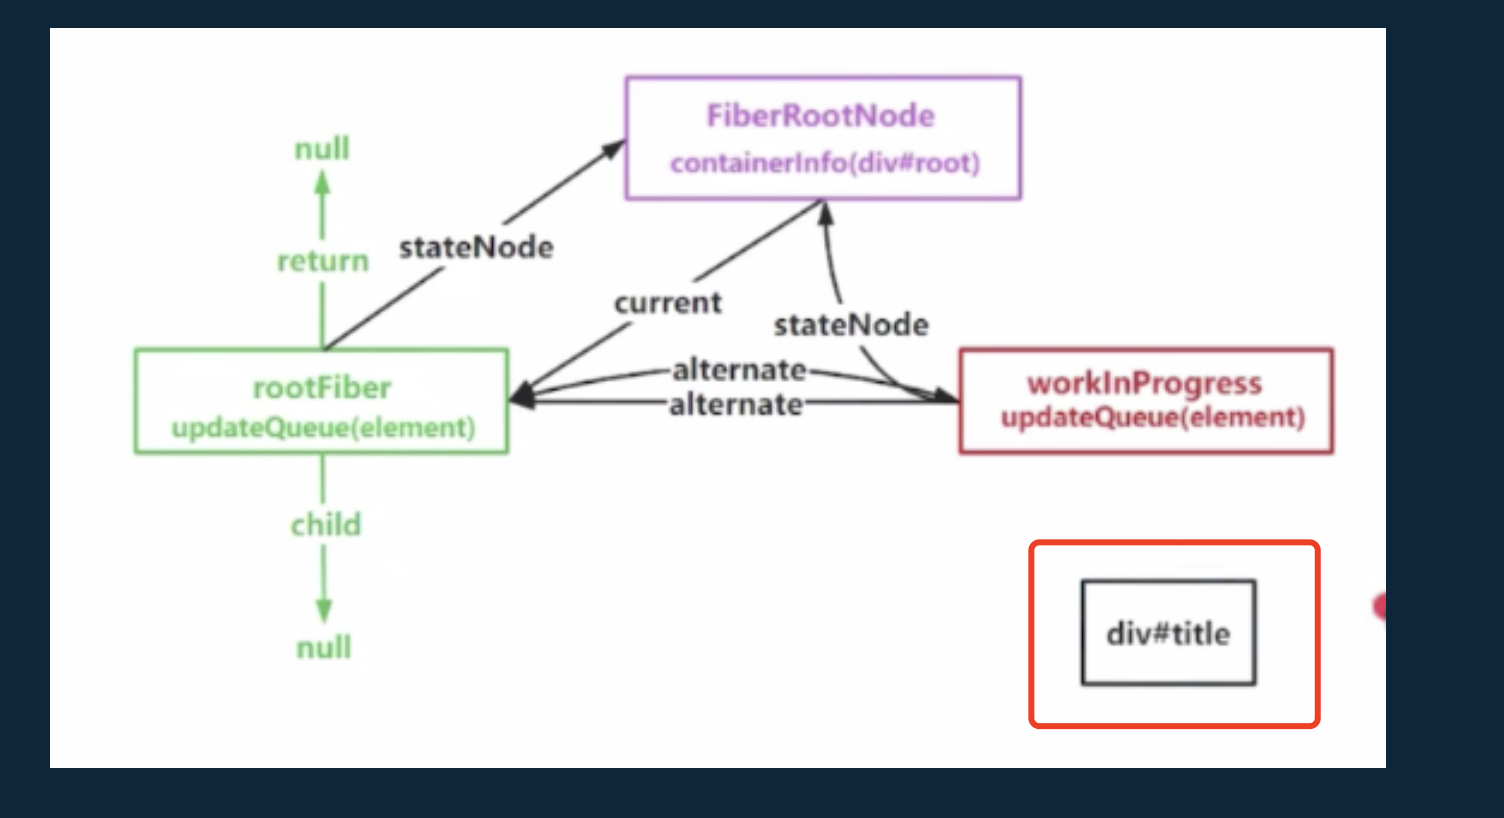 FiberRootNode
containerInfo(div#root)
null
return
stateNode
current
stateNode
alternate
alternate
rootFiber
updateQueue(element)
workInProgress
updateQueue(element)
child
null
div#title